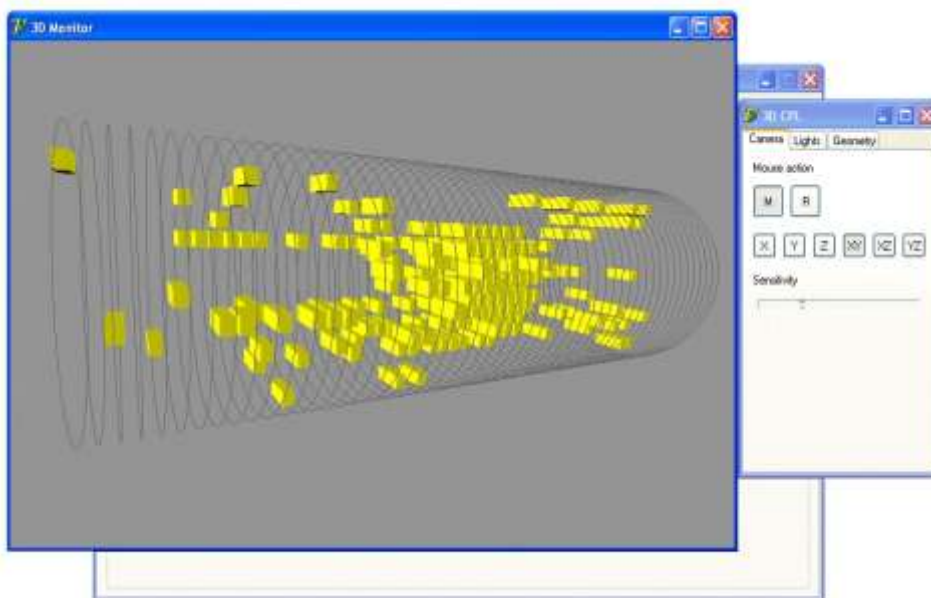 3D Monitor
3D CPL
Camera Lights Geometry
Mouse action
M R
X Y Z XY XZ YZ
Sensitivity